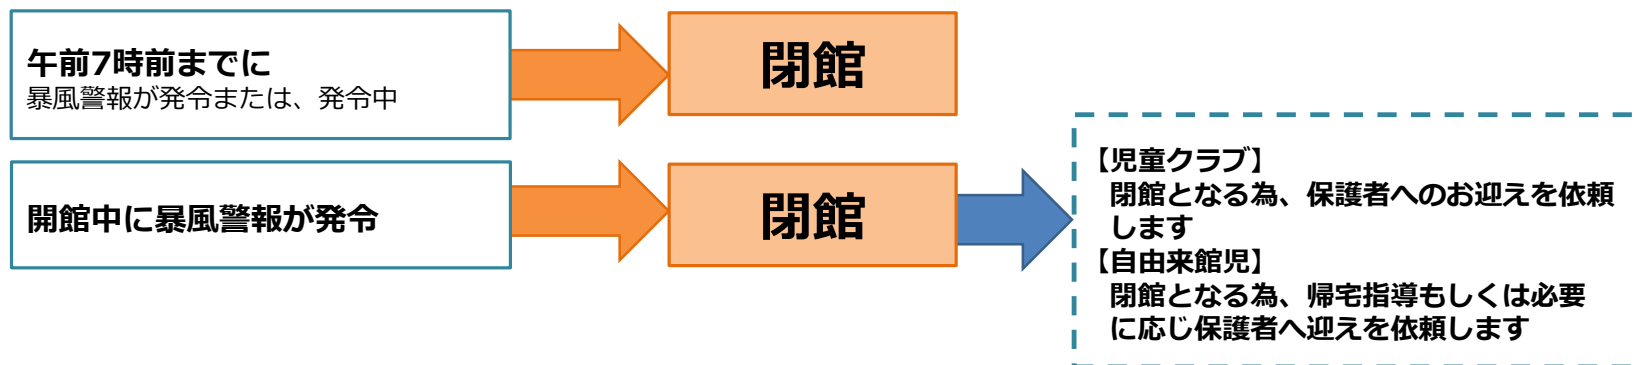 午前7時前までに
暴風警報が発令または、発令中
閉館
開館中に暴風警報が発令
閉館
【児童クラブ】
閉館となる為、保護者へのお迎えを依頼
します
【自由来館児】
閉館となる為、帰宅指導もしくは必要
に応じ保護者へ迎えを依頼します